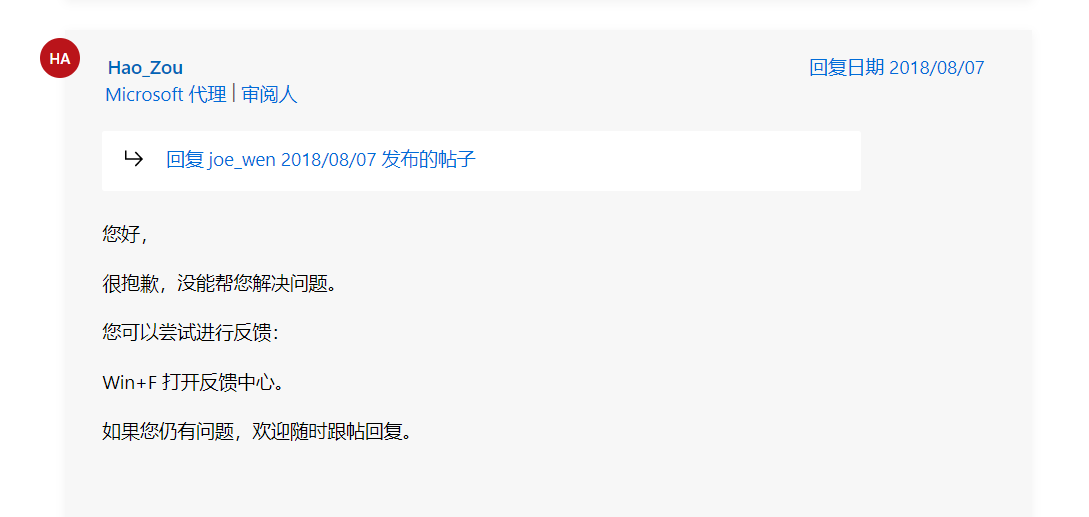 HA
Hao_Zou
回复日期 2018/08/07
Microsoft 代理 | 审阅人
回复 joe_wen 2018/08/07 发布的帖子
您好，
很抱歉，没能帮您解决问题。
您可以尝试进行反馈：
Win+F 打开反馈中心。
如果您仍有问题，欢迎随时跟帖回复。